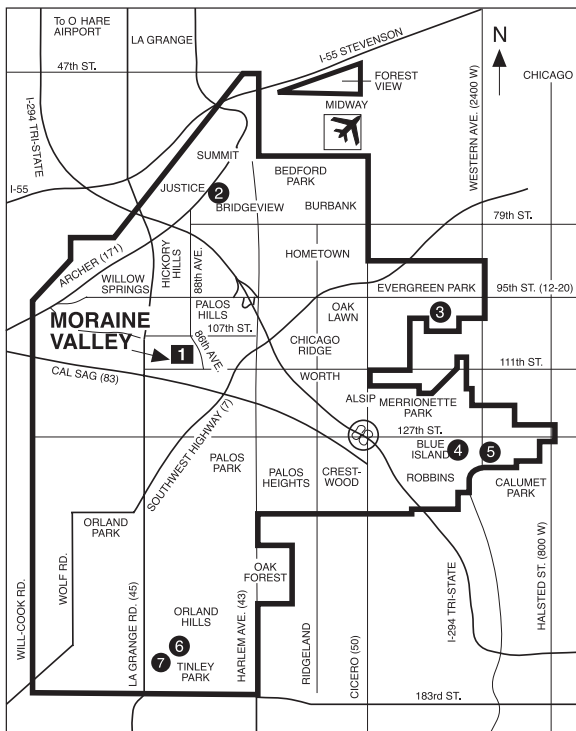 To O HARE
AIRPORT
LA GRANGE
I-55 STEVENSON
N
47th ST.
FOREST
VIEW
WESTERN AVE. (2400 W)
CHICAGO
I-294 TRI-STATE
MIDWAY
SUMMIT
BEDFORD
PARK
I-55
JUSTICE
2
BRIDGEVIEW
BURBANK
79th ST.
ARCHER (171)
HICKORY
HILLS
88th AVE.
HOMETOWN
WILLOW
SPRINGS
EVERGREEN PARK
95th ST. (12-20)
PALOS
HILLS
OAK
LAWN
3
MORAINE
VALLEY
107th ST.
86th AVE.
CHICAGO
RIDGE
1
CAL SAG (83)
WORTH
111th ST.
ALSIP
MERRIONETTE
PARK
SOUTHWEST HIGHWAY (7)
127th ST.
BLUE
ISLAND
4
5
PALOS
PARK
PALOS
HEIGHTS
CREST-
WOOD
ROBBINS
CALUMET
PARK
ORLAND
PARK
WILL-COOK RD.
WOLF RD.
LA GRANGE RD. (45)
HARLEM AVE. (43)
OAK
FOREST
RIDGELAND
CICERO (50)
I-294 TRI-STATE
HALSTED ST. (800 W)
ORLAND
HILLS
6
7
TINLEY
PARK
183rd ST.